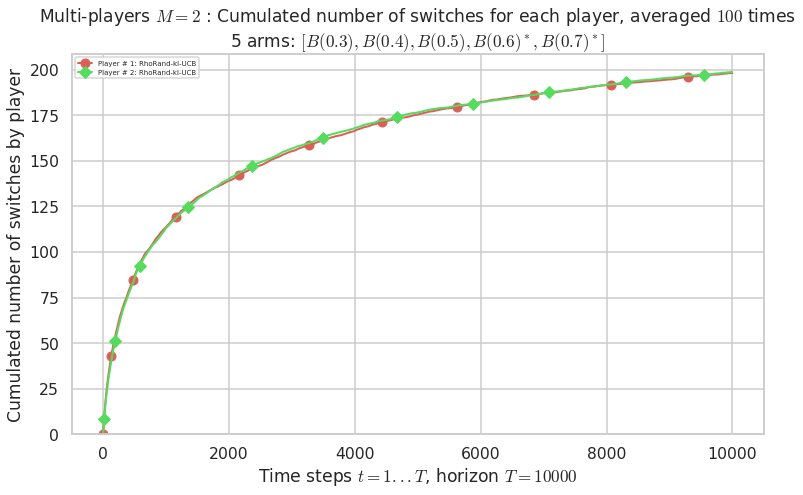 Multi-players M = 2 : Cumulated number of switches for each player, averaged 100 times
5 arms: [B(0.3), B(0.4), B(0.5), B(0.6)*, B(0.7)*]
Player # 1: RhoRand-kl-UCB
Player # 2: RhoRand-kl-UCB
Cumulated number of switches by player
200
175
150
125
100
75
50
25
0
0 2000 4000 6000 8000 10000
Time steps t = 1...T, horizon T = 10000